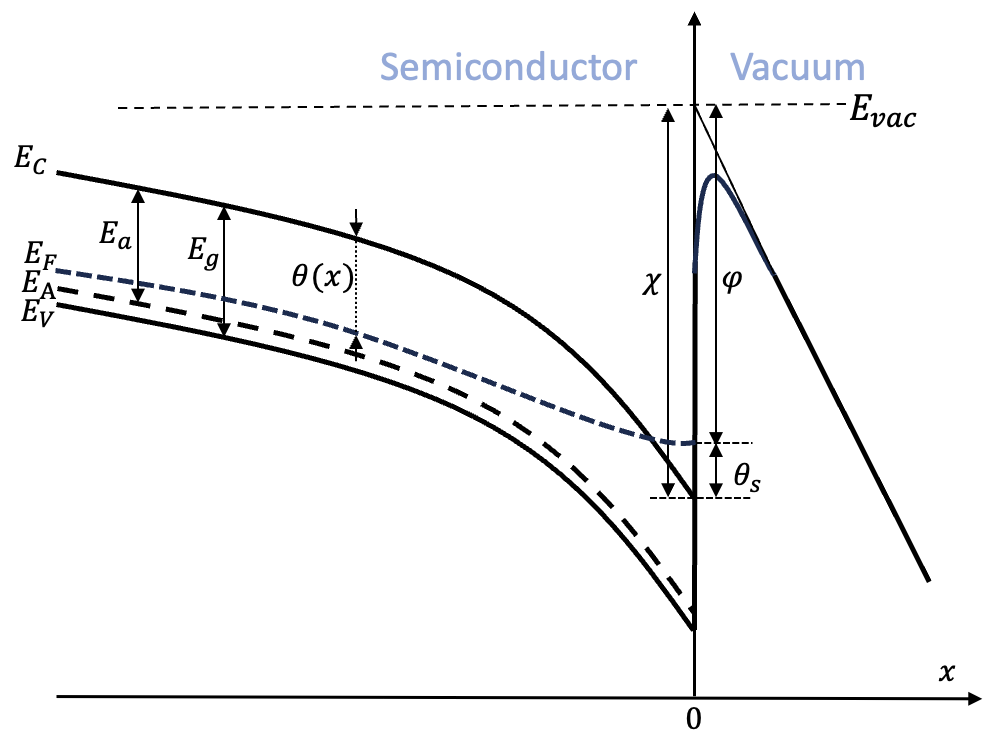 Semiconductor Vacuum
E_vac
E_C
E_a
E_g
E_F
θ(x)
E_A
χ
φ
E_V
θ_s
x
0